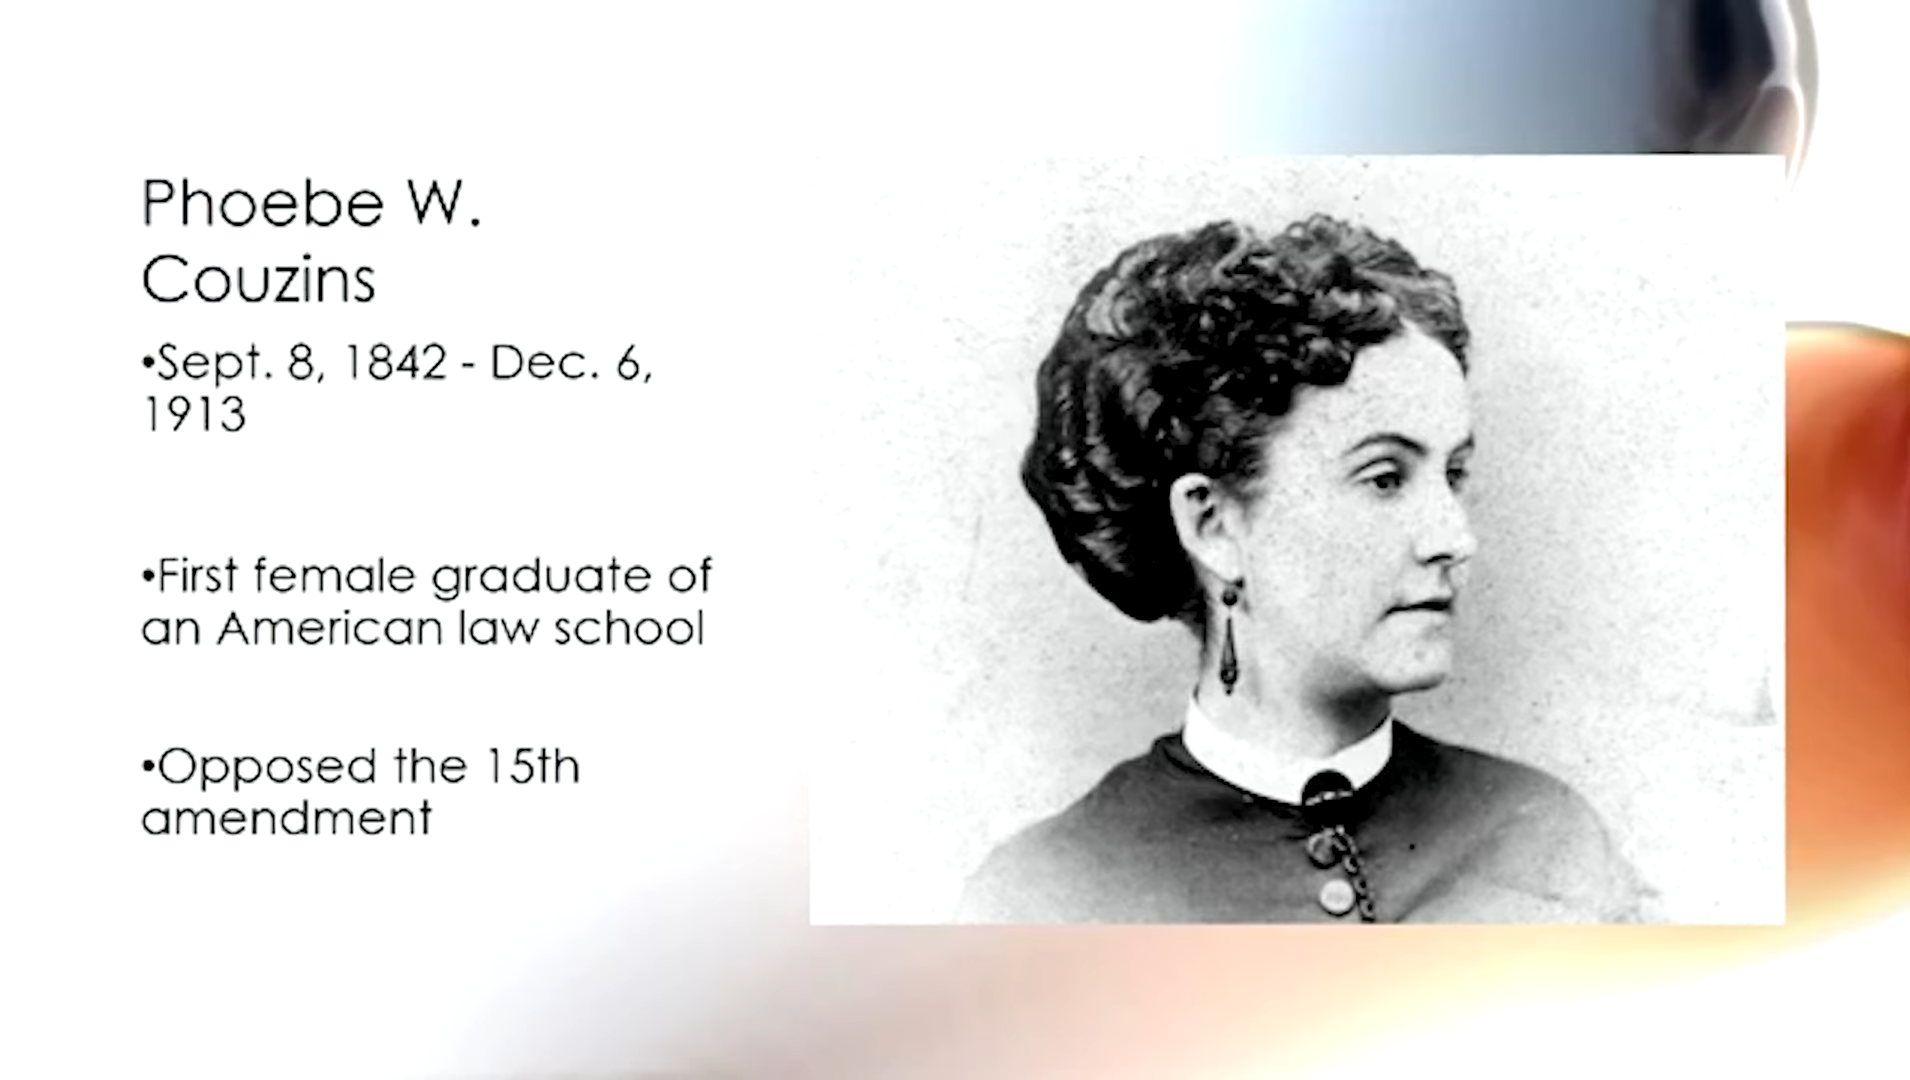 Phoebe W.
Couzins
•Sept. 8, 1842 - Dec. 6,
1913
•First female graduate of
an American law school
•Opposed the 15th
amendment